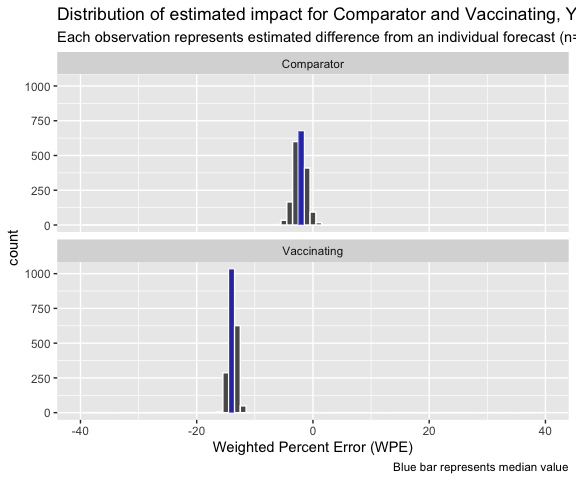 Distribution of estimated impact for Comparator and Vaccinating, Y
Each observation represents estimated difference from an individual forecast (n=
Comparator
1000
750
500
250
0
count
Vaccinating
1000
750
500
250
0
-40 -20 0 20 40
Weighted Percent Error (WPE)
Blue bar represents median value